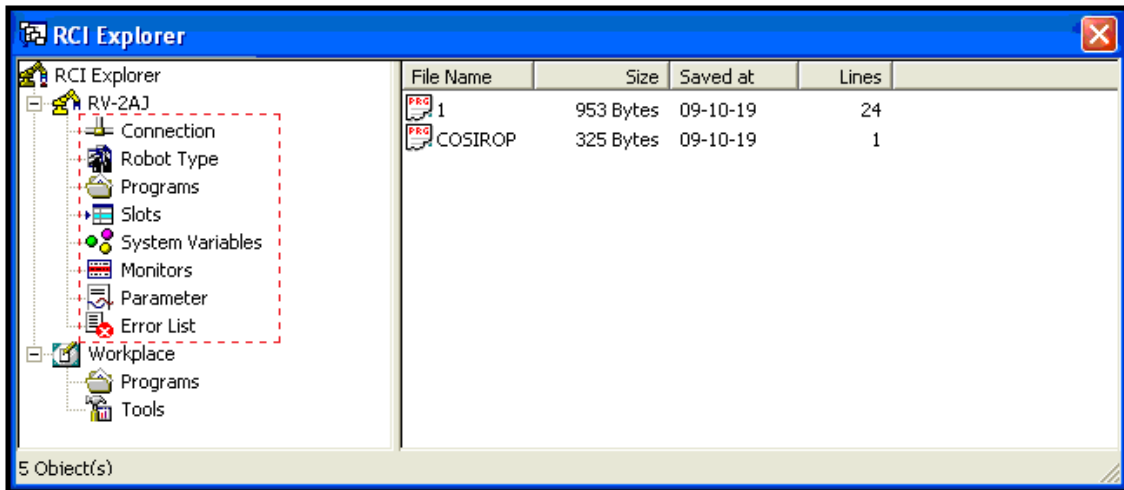 RCI Explorer
RCI Explorer
RV-2AJ
Connection
Robot Type
Programs
Slots
System Variables
Monitors
Parameter
Error List
Workplace
Programs
Tools
File Name Size Saved at Lines
PRG 1 953 Bytes 09-10-19 24
PRG COSIROP 325 Bytes 09-10-19 1
5 Object(s)